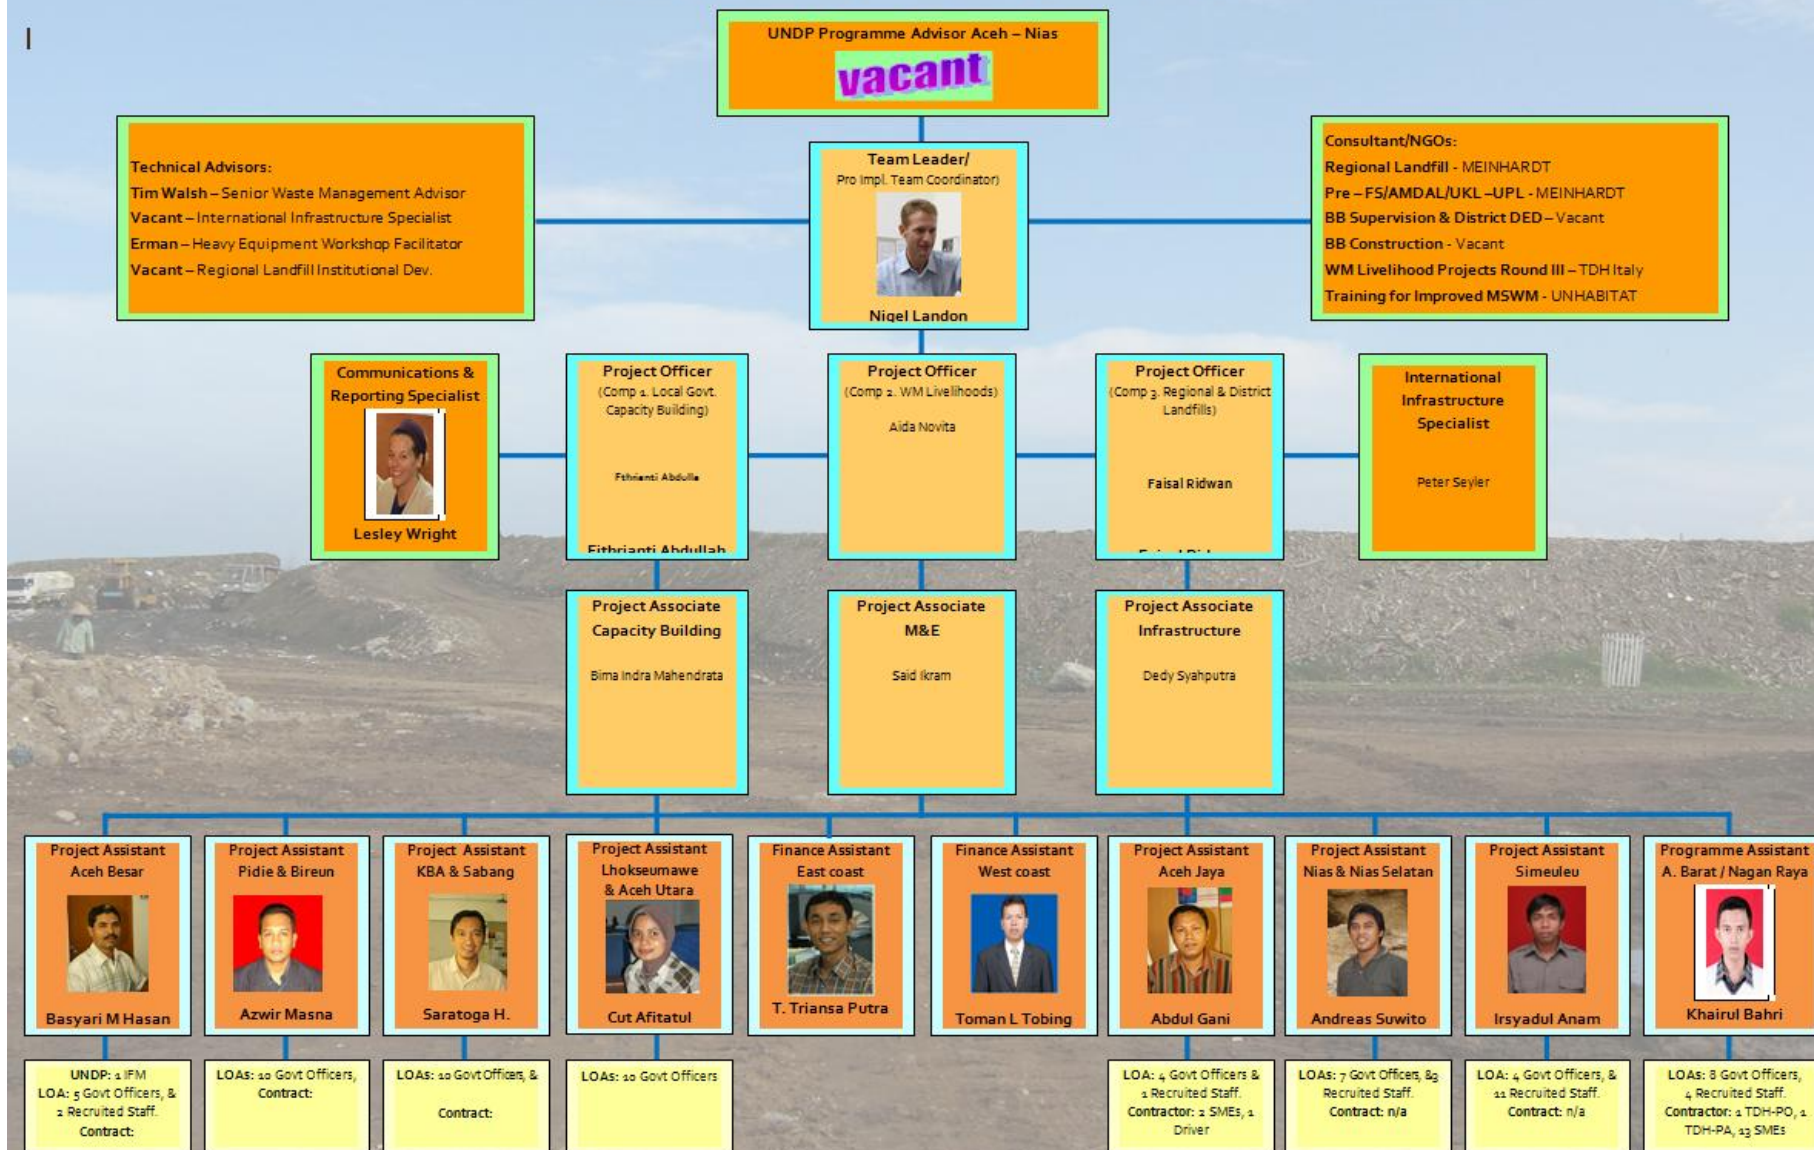 UNDP Programme Advisor Aceh – Nias
vacant
Technical Advisors:
Tim Walsh – Senior Waste Management Advisor
Vacant – International Infrastructure Specialist
Erman – Heavy Equipment Workshop Facilitator
Vacant – Regional Landfill Institutional Dev.
Team Leader/
Pro Impl. Team Coordinator)
Nigel Landon
Consultant/NGOs:
Regional Landfill - MEINHARDT
Pre – FS/AMDAL/UKL –UPL - MEINHARDT
BB Supervision & District DED – Vacant
BB Construction - Vacant
WM Livelihood Projects Round III – TDH Italy
Training for Improved MSWM - UNHABITAT
Communications &
Reporting Specialist
Lesley Wright
Project Officer
(Comp 1. Local Govt.
Capacity Building)
Fthrianti Abdulla
Fithrianti Abdullah
Project Officer
(Comp 2. WM Livelihoods)
Aida Novita
Project Officer
(Comp 3. Regional & District
Landfills)
Faisal Ridwan
International
Infrastructure
Specialist
Peter Seyler
Project Associate
Capacity Building
Bima Indra Mahendrata
Project Associate
M&E
Said Ikram
Project Associate
Infrastructure
Dedy Syahputra
Project Assistant
Aceh Besar
Basyari M Hasan
Project Assistant
Pidie & Bireun
Azwir Masna
Project Assistant
KBA & Sabang
Saratoga H.
Project Assistant
Lhokseumawe
& Aceh Utara
Cut Afitatul
Finance Assistant
East coast
T. Triansa Putra
Finance Assistant
West coast
Toman L Tobing
Project Assistant
Aceh Jaya
Abdul Gani
Project Assistant
Nias & Nias Selatan
Andreas Suwito
Project Assistant
Simeuleu
Irsyadul Anam
Programme Assistant
A. Barat / Nagan Raya
Khairul Bahri
UNDP: 1 IFM
LOA: 5 Govt Officers, &
2 Recruited Staff.
Contract:
LOAs: 10 Govt Officers,
Contract:
LOAs: 10 Govt Officers, &
Contract:
LOAs: 10 Govt Officers
LOA: 4 Govt Officers &
1 Recruited Staff.
Contractor: 2 SMEs, 1
Driver
LOAs: 7 Govt Officers, &3
Recruited Staff.
Contract: n/a
LOA: 4 Govt Officers, &
11 Recruited Staff.
Contract: n/a
LOAs: 8 Govt Officers,
4 Recruited Staff.
Contractor: 1 TDH-PO, 1
TDH-PA, 13 SMEs